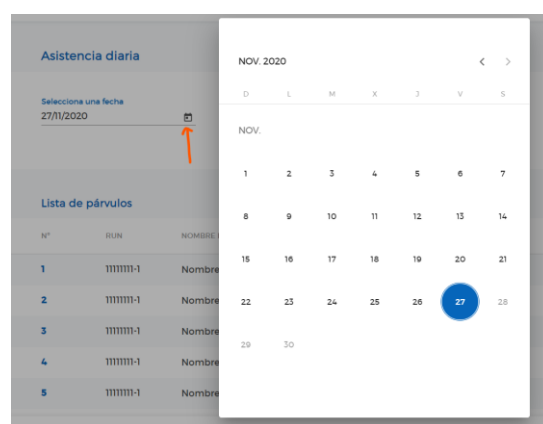 Asistencia diaria
Selecciona una fecha
27/11/2020
Lista de párvulos
N° RUN NOMBRE
1 11111111-1 Nombre
2 11111111-1 Nombre
3 11111111-1 Nombre
4 11111111-1 Nombre
5 11111111-1 Nombre
NOV. 2020
D L M X J V S
NOV.
1 2 3 4 5 6 7
8 9 10 11 12 13 14
15 16 17 18 19 20 21
22 23 24 25 26 27 28
29 30